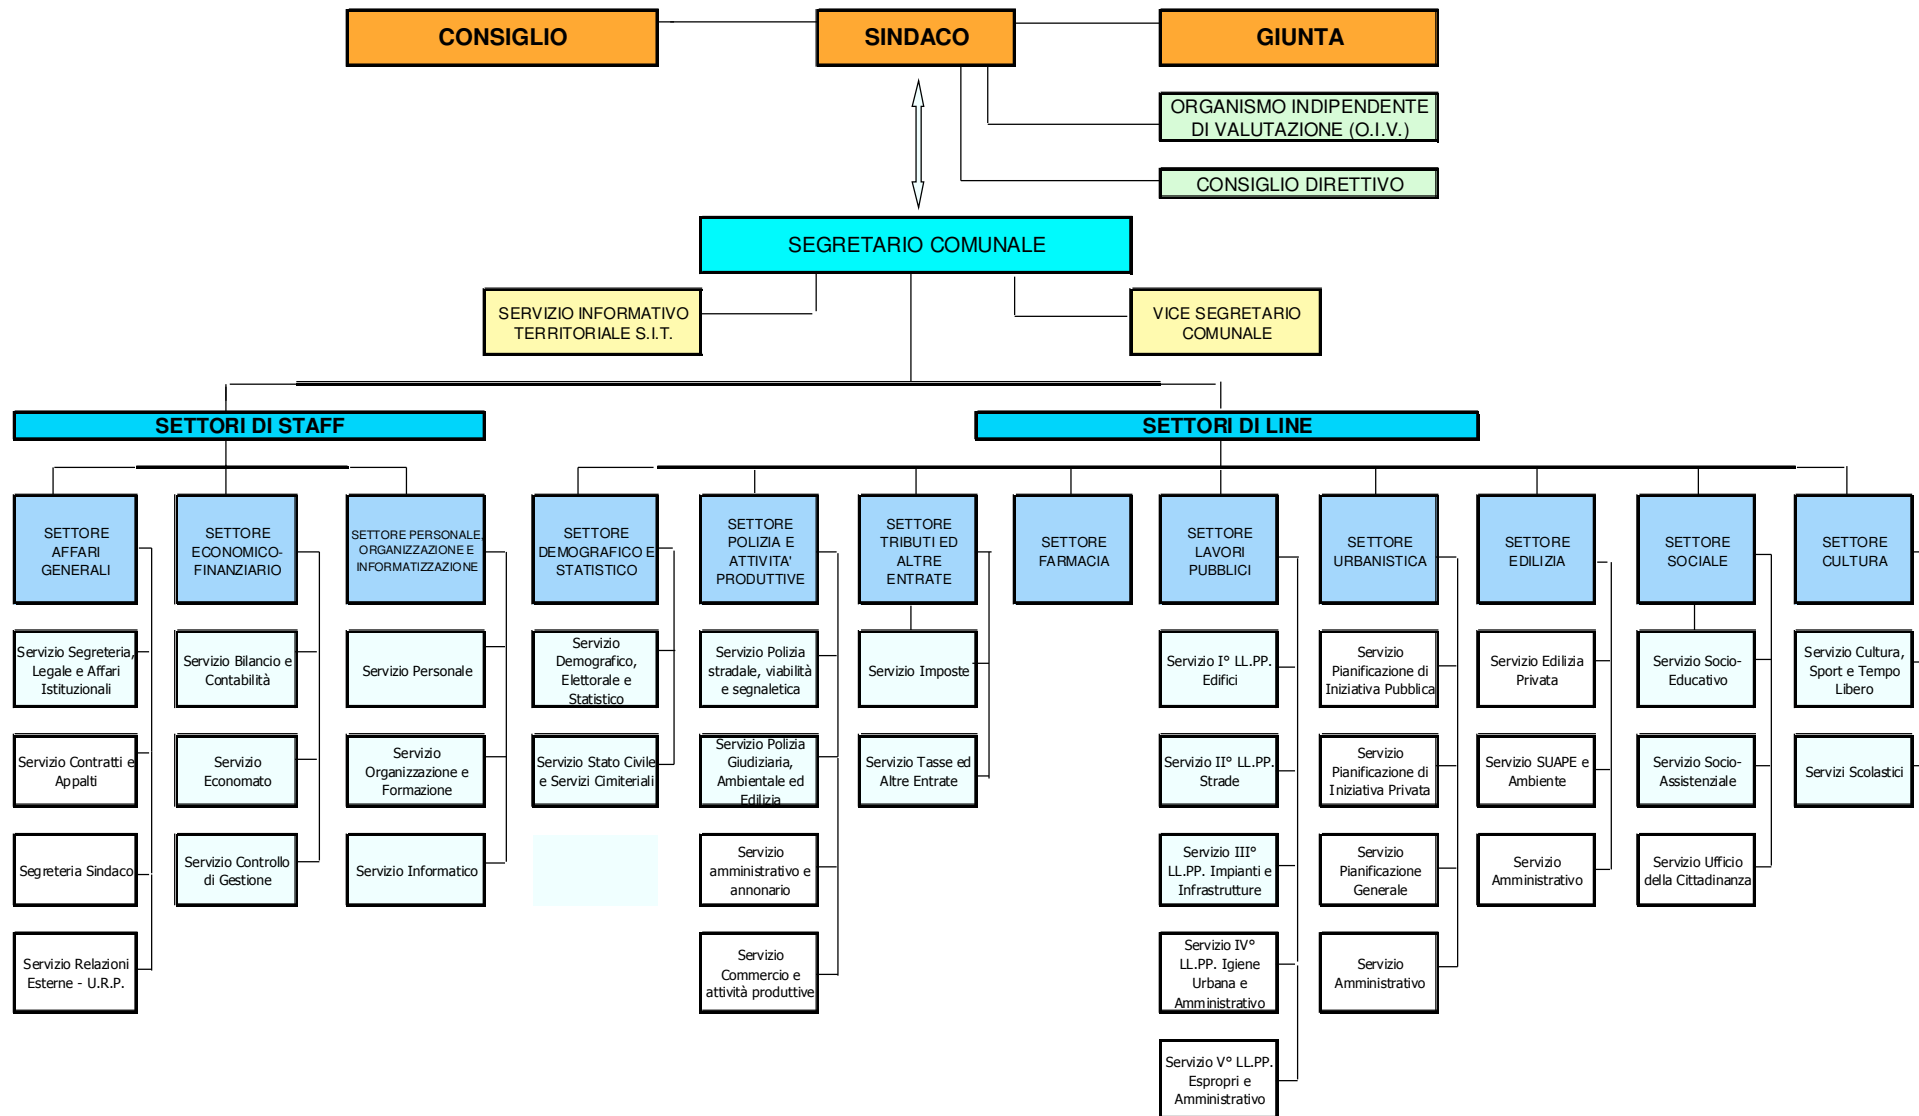 CONSIGLIO
SINDACO
GIUNTA
ORGANISMO INDIPENDENTE
DI VALUTAZIONE (O.I.V.)
CONSIGLIO DIRETTIVO
SEGRETARIO COMUNALE
SERVIZIO INFORMATIVO
TERRITORIALE S.I.T.
VICE SEGRETARIO
COMUNALE
SETTORI DI STAFF
SETTORI DI LINE
SETTORE
AFFARI
GENERALI
SETTORE
ECONOMICO-
FINANZIARIO
SETTORE PERSONALE,
ORGANIZZAZIONE E
INFORMATIZZAZIONE
SETTORE
DEMOGRAFICO E
STATISTICO
SETTORE
POLIZIA E
ATTIVITA'
PRODUTTIVE
SETTORE
TRIBUTI ED
ALTRE
ENTRATE
SETTORE
FARMACIA
SETTORE
LAVORI
PUBBLICI
SETTORE
URBANISTICA
SETTORE
EDILIZIA
SETTORE
SOCIALE
SETTORE
CULTURA
Servizio Segreteria,
Legale e Affari
Istituzionali
Servizio Bilancio e
Contabilità
Servizio Personale
Servizio
Demografico,
Elettorale e
Statistico
Servizio Polizia
stradale, viabilità
e segnaletica
Servizio Imposte
Servizio I° LL.PP.
Edifici
Servizio
Pianificazione di
Iniziativa Pubblica
Servizio Edilizia
Privata
Servizio Socio-
Educativo
Servizio Cultura,
Sport e Tempo
Libero
Servizio Contratti e
Appalti
Servizio
Economato
Servizio
Organizzazione e
Formazione
Servizio Stato Civile
e Servizi Cimiteriali
Servizio Polizia
Giudiziaria,
Ambientale ed
Edilizia
Servizio Tasse ed
Altre Entrate
Servizio II° LL.PP.
Strade
Servizio
Pianificazione di
Iniziativa Privata
Servizio SUAPE e
Ambiente
Servizio Socio-
Assistenziale
Servizi Scolastici
Segreteria Sindaco
Servizio Controllo
di Gestione
Servizio Informatico
Servizio
amministrativo e
annonario
Servizio III°
LL.PP. Impianti e
Infrastrutture
Servizio
Pianificazione
Generale
Servizio
Amministrativo
Servizio Ufficio
della Cittadinanza
Servizio Relazioni
Esterne - U.R.P.
Servizio
Commercio e
attività produttive
Servizio IV°
LL.PP. Igiene
Urbana e
Amministrativo
Servizio
Amministrativo
Servizio V° LL.PP.
Espropri e
Amministrativo